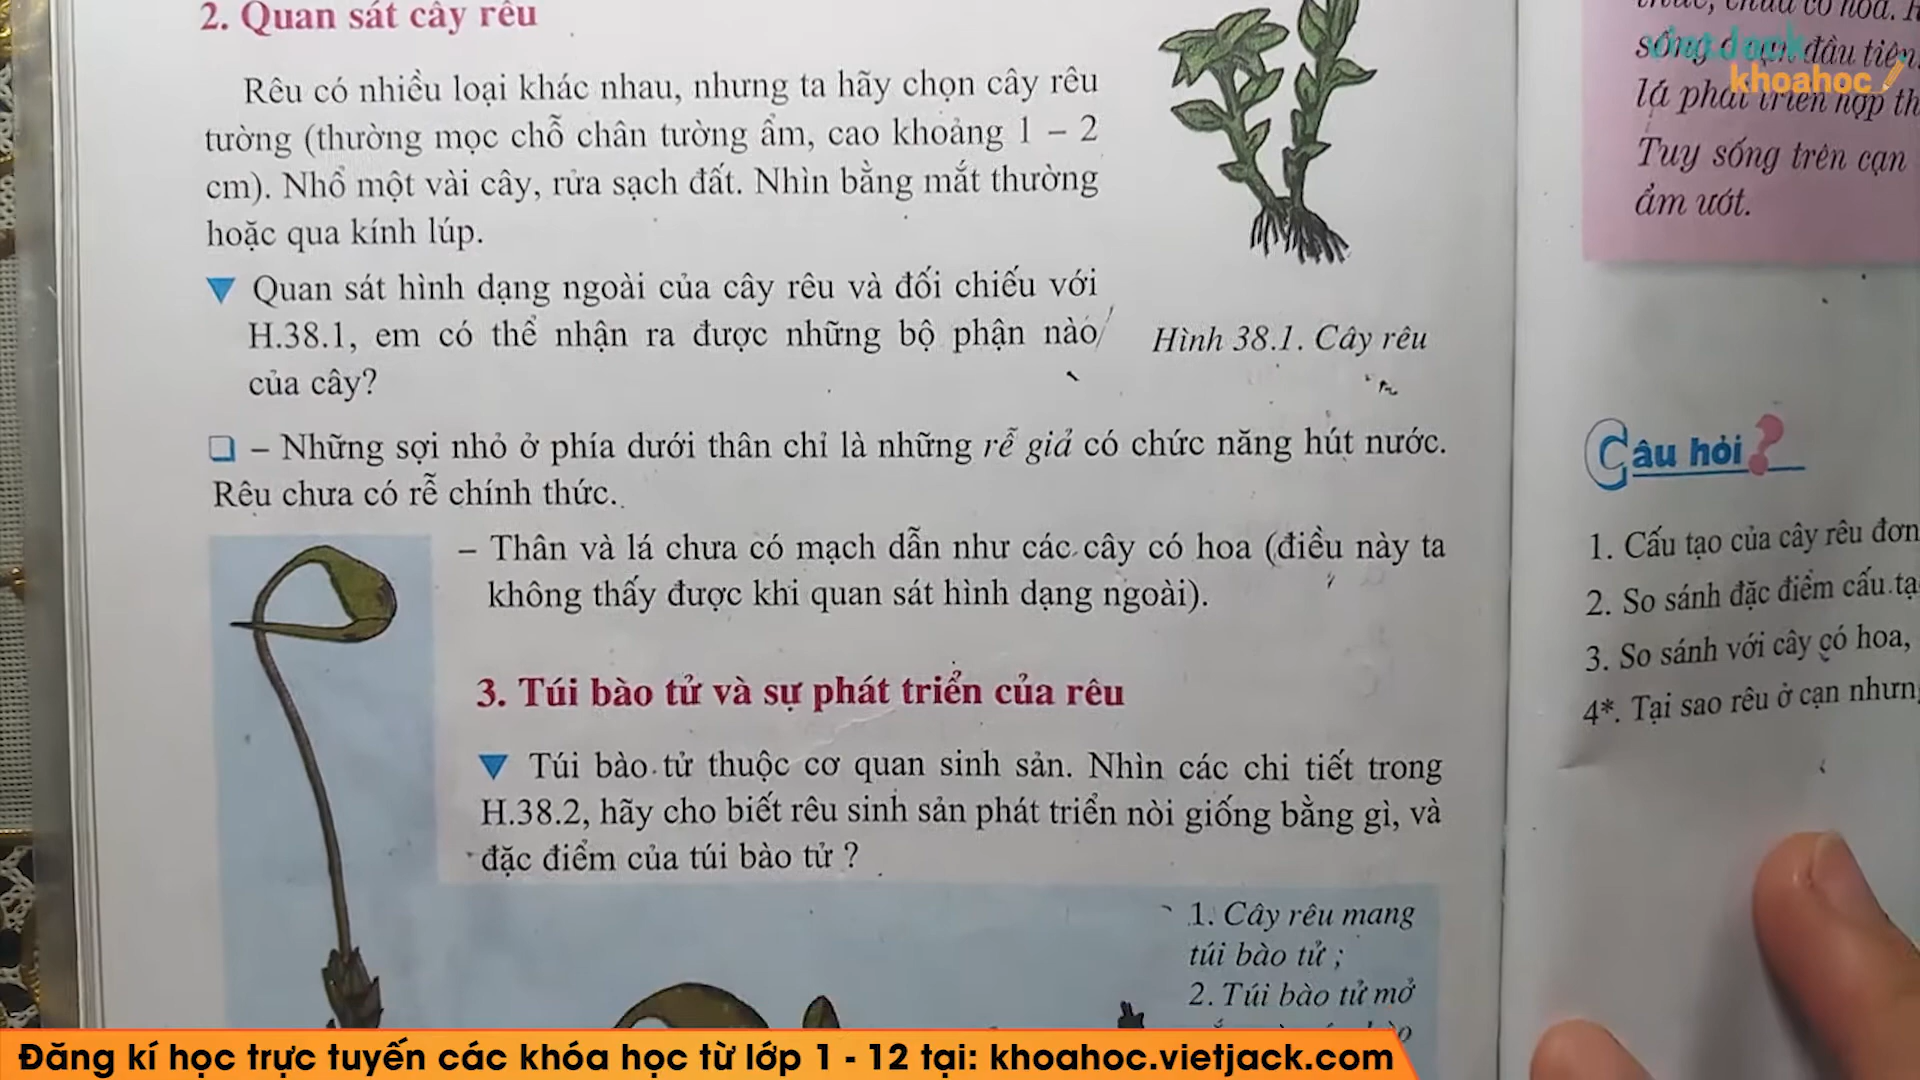 2. Quan sát cây rêu
Rêu có nhiều loại khác nhau, nhưng ta hãy chọn cây rêu
tường (thường mọc chỗ chân tường ẩm, cao khoảng 1 – 2
cm). Nhổ một vài cây, rửa sạch đất. Nhìn bằng mắt thường
hoặc qua kính lúp.
▼ Quan sát hình dạng ngoài của cây rêu và đối chiếu với
H.38.1, em có thể nhận ra được những bộ phận nào
của cây?
Hình 38.1. Cây rêu
❑ – Những sợi nhỏ ở phía dưới thân chỉ là những rễ giả có chức năng hút nước.
Rêu chưa có rễ chính thức.
– Thân và lá chưa có mạch dẫn như các cây có hoa (điều này ta
không thấy được khi quan sát hình dạng ngoài).
3. Túi bào tử và sự phát triển của rêu
▼ Túi bào tử thuộc cơ quan sinh sản. Nhìn các chi tiết trong
H.38.2, hãy cho biết rêu sinh sản phát triển nòi giống bằng gì, và
đặc điểm của túi bào tử ?
1. Cây rêu mang
túi bào tử ;
2. Túi bào tử mở
chưa có hoa.
sống đầu tiên
lá phát triển hợp
Tuy sống trên cạn
ẩm ướt.
VietJack
khoahoc
Câu hỏi ?
1. Cấu tạo của cây rêu đơn
2. So sánh đặc điểm cấu
3. So sánh với cây có hoa,
4*. Tại sao rêu ở cạn
Đăng kí học trực tuyến các khóa học từ lớp 1 - 12 tại: khoahoc.vietjack.com